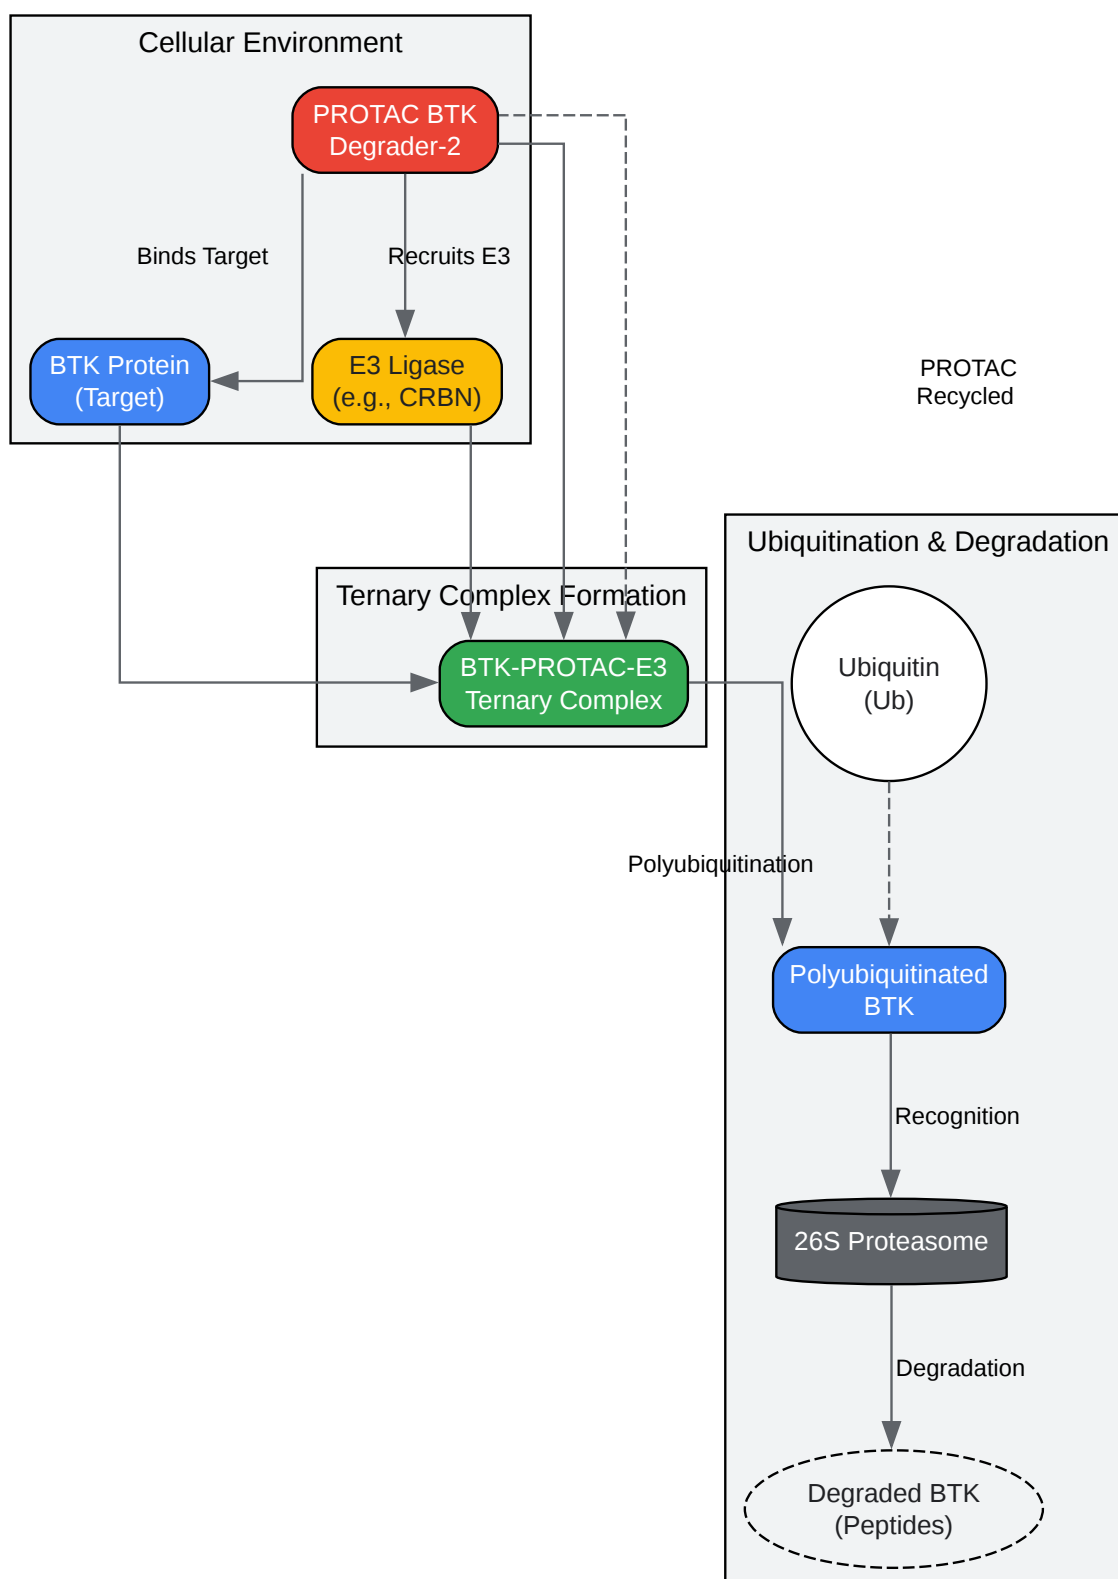 Cellular Environment
PROTAC BTK
Degrader-2
Binds Target
Recruits E3
BTK Protein
(Target)
E3 Ligase
(e.g., CRBN)
PROTAC
Recycled
Ternary Complex Formation
BTK-PROTAC-E3
Ternary Complex
Ubiquitination & Degradation
Ubiquitin
(Ub)
Polyubiquitination
Polyubiquitinated
BTK
Recognition
26S Proteasome
Degradation
Degraded BTK
(Peptides)